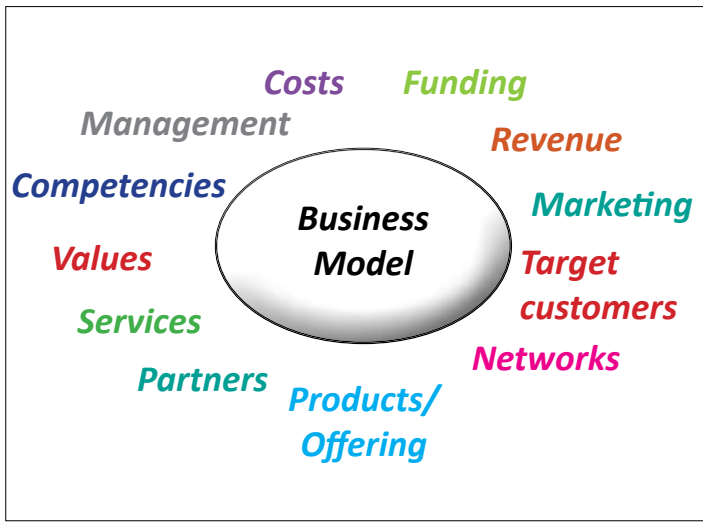 Costs
Funding
Management
Revenue
Competencies
Marketing
Business
Model
Values
Target
customers
Services
Networks
Partners
Products/
Offering